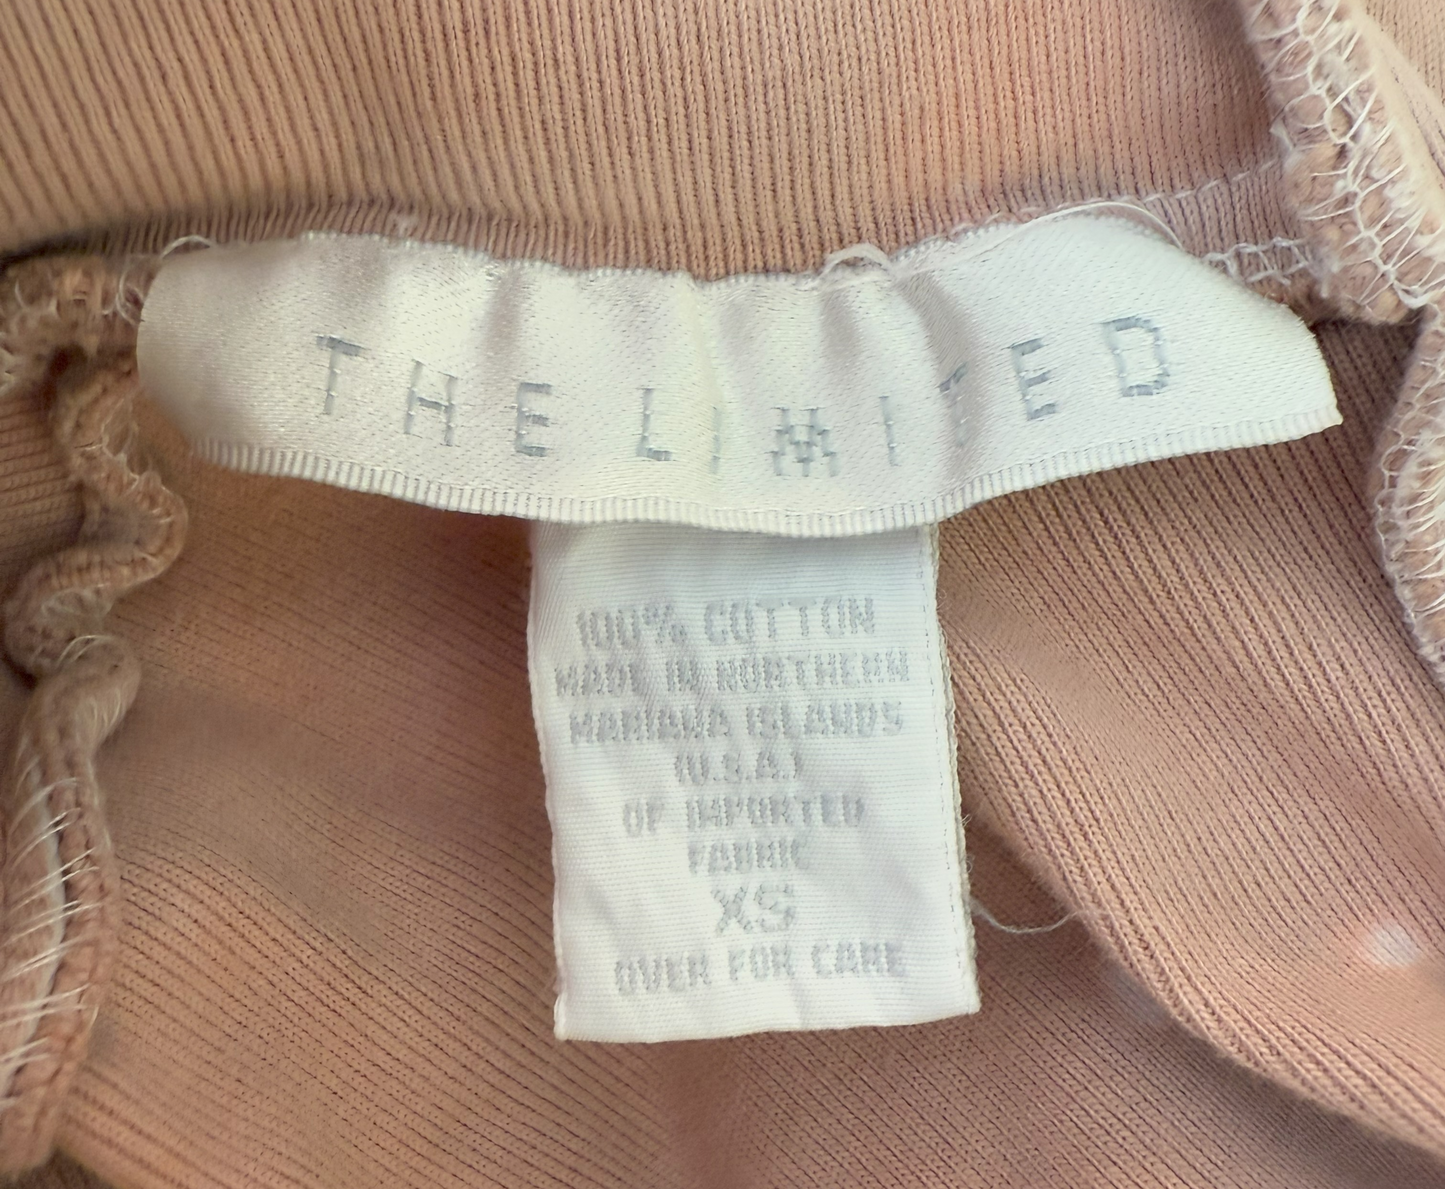 THE LIMITED
100% COTTON
MADE IN NORTHERN
MARIANA ISLANDS
(U.S.A.)
OF IMPORTED
FABRIC
XS
OVER FOR CARE